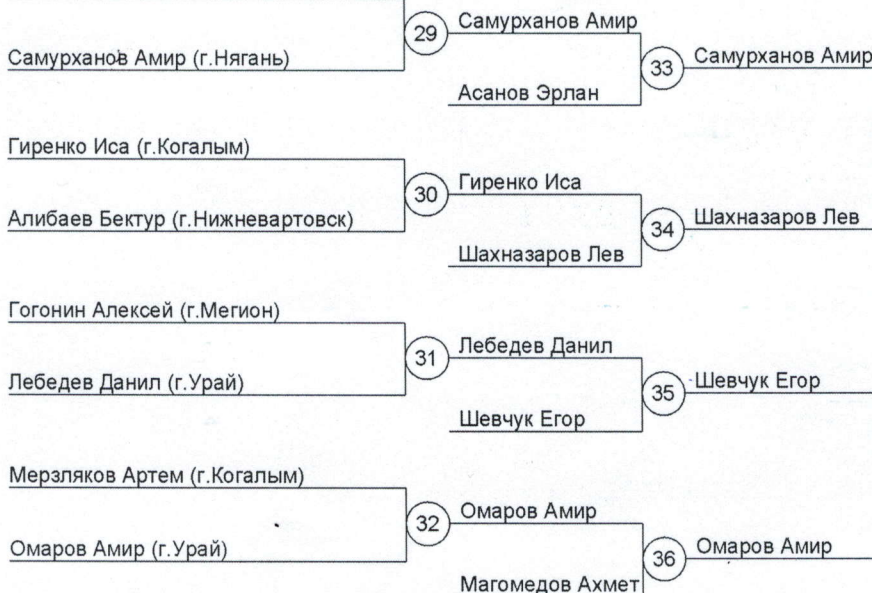 29
Самурханов Амир
Самурханов Амир (г.Нягань)
33
Самурханов Амир
Асанов Эрлан
Гиренко Иса (г.Когалым)
30
Гиренко Иса
Алибаев Бектур (г.Нижневартовск)
34
Шахназаров Лев
Шахназаров Лев
Гогонин Алексей (г.Мегион)
31
Лебедев Данил
Лебедев Данил (г.Урай)
35
Шевчук Егор
Шевчук Егор
Мерзляков Артем (г.Когалым)
32
Омаров Амир
Омаров Амир (г.Урай)
36
Омаров Амир
Магомедов Ахмет